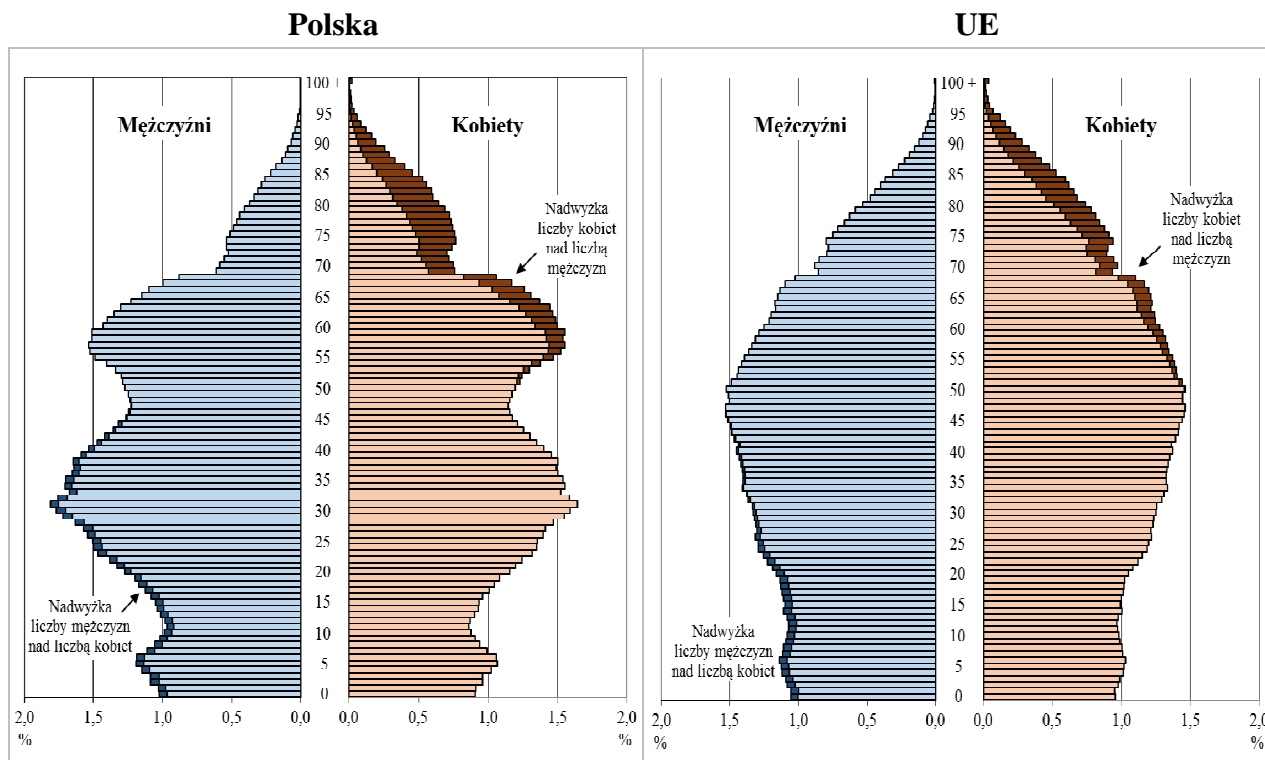 Polska
UE
100 +
95
90
85
80
75
70
65
60
55
50
45
40
35
30
25
20
15
10
5
0
Mężczyźni
Kobiety
Nadwyżka
liczby kobiet
nad liczbą
mężczyzn
Nadwyżka
liczby mężczyzn
nad liczbą kobiet
2,0 1,5 1,0 0,5 0,0
%
0,0 0,5 1,0 1,5 2,0
%
100 +
95
90
85
80
75
70
65
60
55
50
45
40
35
30
25
20
15
10
5
0
Mężczyźni
Kobiety
Nadwyżka
liczby kobiet
nad liczbą
mężczyzn
Nadwyżka
liczby mężczyzn
nad liczbą kobiet
2,0 1,5 1,0 0,5 0,0
%
0,0 0,5 1,0 1,5 2,0
%